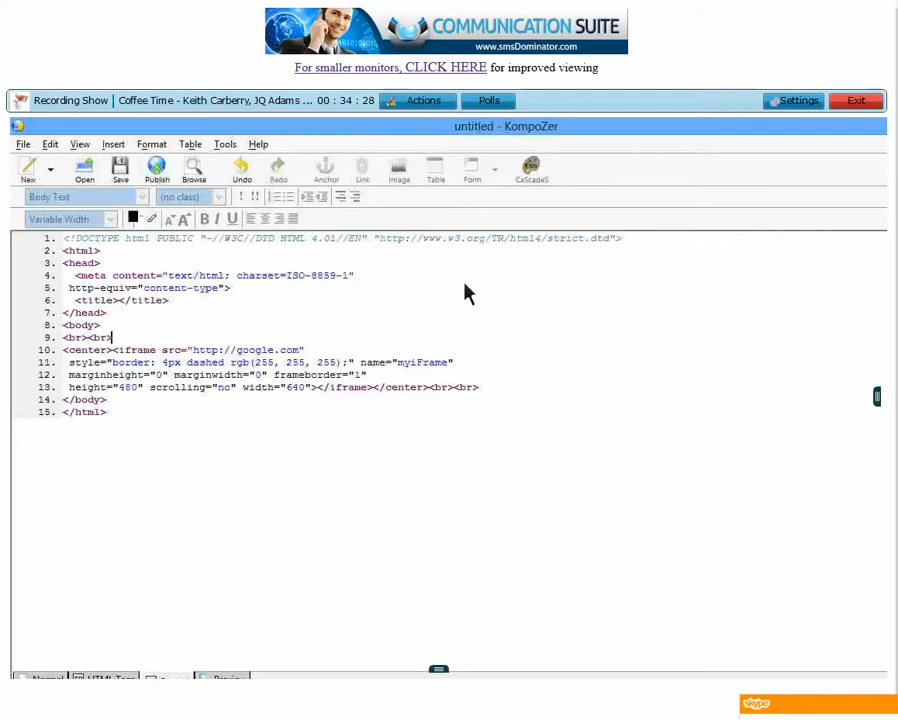 COMMUNICATION SUITE
www.smsDominator.com
For smaller monitors, CLICK HERE for improved viewing
Recording Show Coffee Time - Keith Carberry, JQ Adams ... 00 : 34 : 28 Actions Polls Settings Exit
untitled - KompoZer
File Edit View Insert Format Table Tools Help
New Open Save Publish Browse Undo Redo Anchor Link Image Table Form CaScadeS
Body Text (no class) ! !!
Variable Width A A B I U
1. <!DOCTYPE html PUBLIC "-//W3C//DTD HTML 4.01//EN" "http://www.w3.org/TR/html4/strict.dtd">
2. <html>
3. <head>
4. <meta content="text/html; charset=ISO-8859-1"
5. http-equiv="content-type">
6. <title></title>
7. </head>
8. <body>
9. <br><br>
10. <center><iframe src="http://google.com"
11. style="border: 4px dashed rgb(255, 255, 255);" name="myiFrame"
12. marginheight="0" marginwidth="0" frameborder="1"
13. height="480" scrolling="no" width="640"></iframe></center><br><br>
14. </body>
15. </html>
Normal HTML Tags Preview
skype